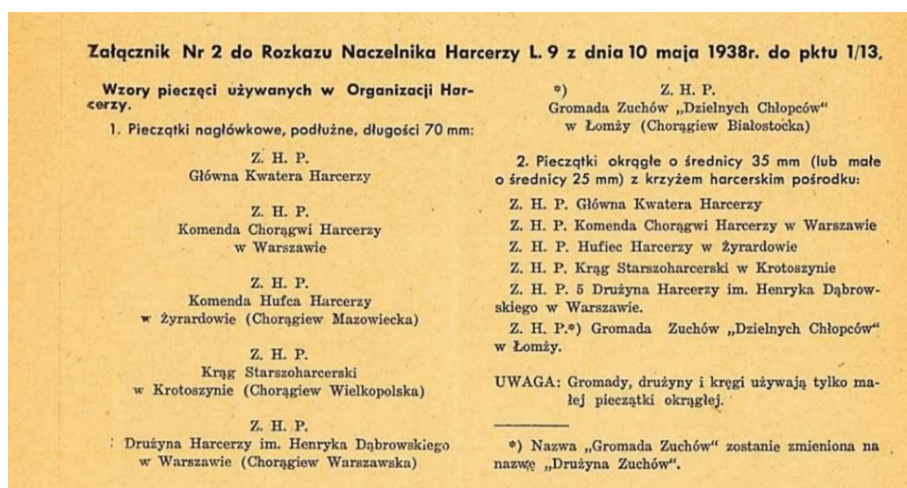 Załącznik Nr 2 do Rozkazu Naczelnika Harcerzy L. 9 z dnia 10 maja 1938r. do pktu 1/13.
Wzory pieczęci używanych w Organizacji Har-
cerzy.
1. Pieczątki nagłówkowe, podłużne, długości 70 mm:
Z. H. P.
Główna Kwatera Harcerzy
Z. H. P.
Komenda Chorągwi Harcerzy
w Warszawie
Z. H. P.
Komenda Hufca Harcerzy
w Żyrardowie (Chorągiew Mazowiecka)
Z. H. P.
Krąg Starszoharcerski
w Krotoszynie (Chorągiew Wielkopolska)
Z. H. P.
Drużyna Harcerzy im. Henryka Dąbrowskiego
w Warszawie (Chorągiew Warszawska)
*) Z. H. P.
Gromada Zuchów „Dzielnych Chłopców“
w Łomży (Chorągiew Białostocka)
2. Pieczątki okrągłe o średnicy 35 mm (lub małe
o średnicy 25 mm) z krzyżem harcerskim pośrodku:
Z. H. P. Główna Kwatera Harcerzy
Z. H. P. Komenda Chorągwi Harcerzy w Warszawie
Z. H. P. Hufiec Harcerzy w Żyrardowie
Z. H. P. Krąg Starszoharcerski w Krotoszynie
Z. H. P. 5 Drużyna Harcerzy im. Henryka Dąbrow-
skiego w Warszawie.
Z. H. P.*) Gromada Zuchów „Dzielnych Chłopców“
w Łomży.
UWAGA: Gromady, drużyny i kręgi używają tylko ma-
łej pieczątki okrągłej.
*) Nazwa „Gromada Zuchów“ zostanie zmieniona na
nazwę „Drużyna Zuchów“.